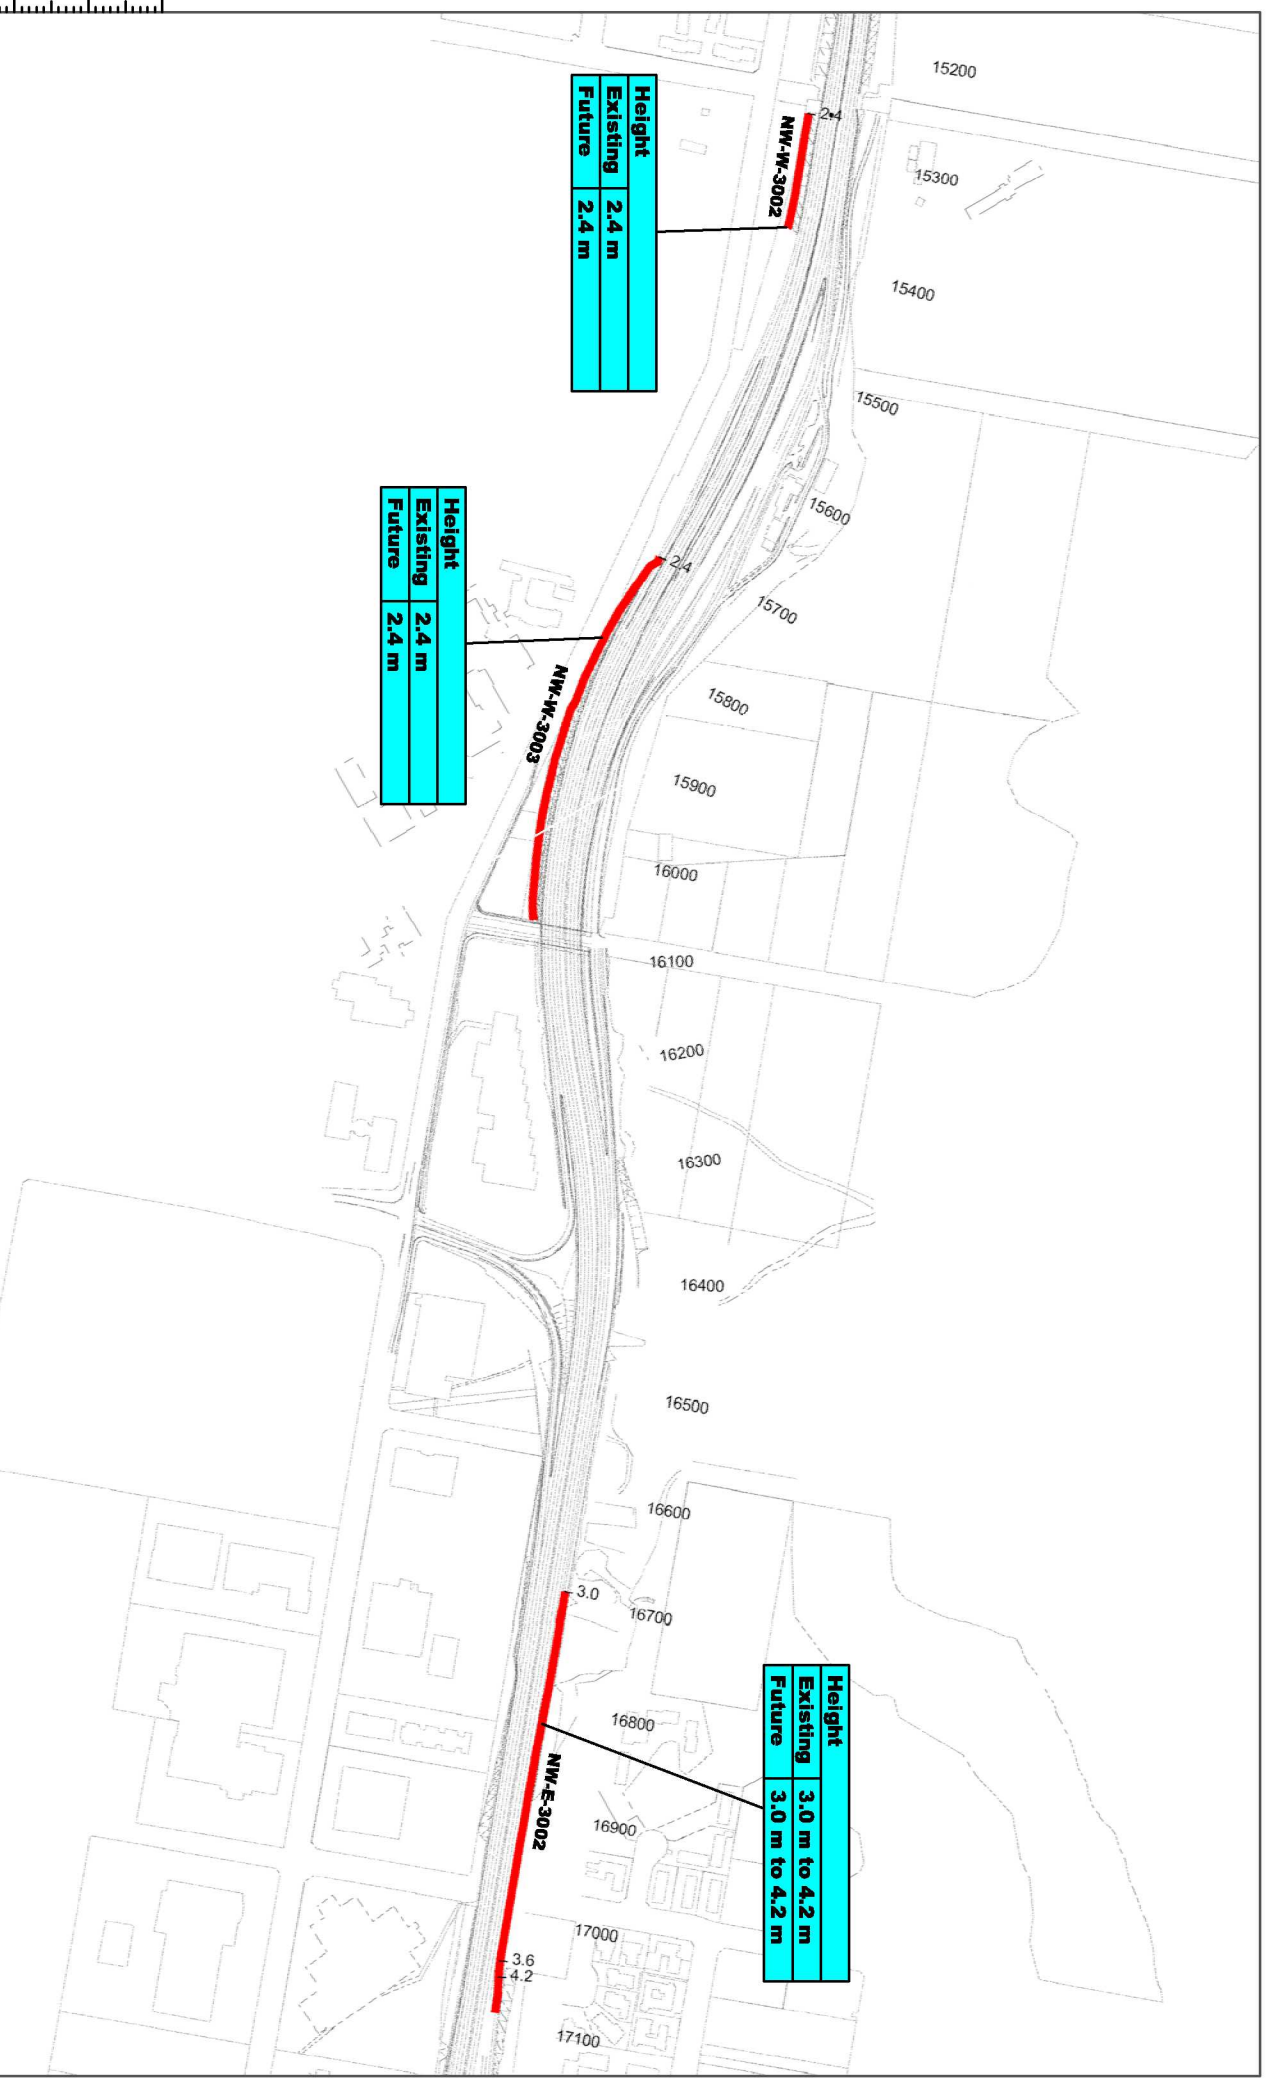 15200
2.4
NW-W-3002
Height
Existing 2.4 m
Future 2.4 m
15300
15400
15500
15600
2.4
15700
NW-W-3003
Height
Existing 2.4 m
Future 2.4 m
15800
15900
16000
16100
16200
16300
16400
16500
16600
3.0
16700
Height
Existing 3.0 m to 4.2 m
Future 3.0 m to 4.2 m
16800
NW-E-3002
16900
17000
3.6
4.2
17100